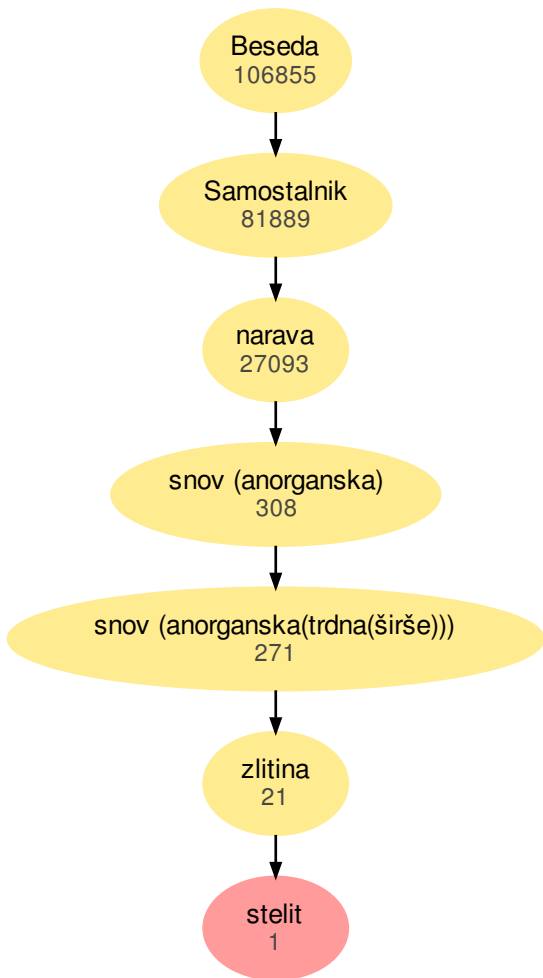 Beseda
106855
Samostalnik
81889
narava
27093
snov (anorganska)
308
snov (anorganska(trdna(širše)))
271
zlitina
21
stelit
1